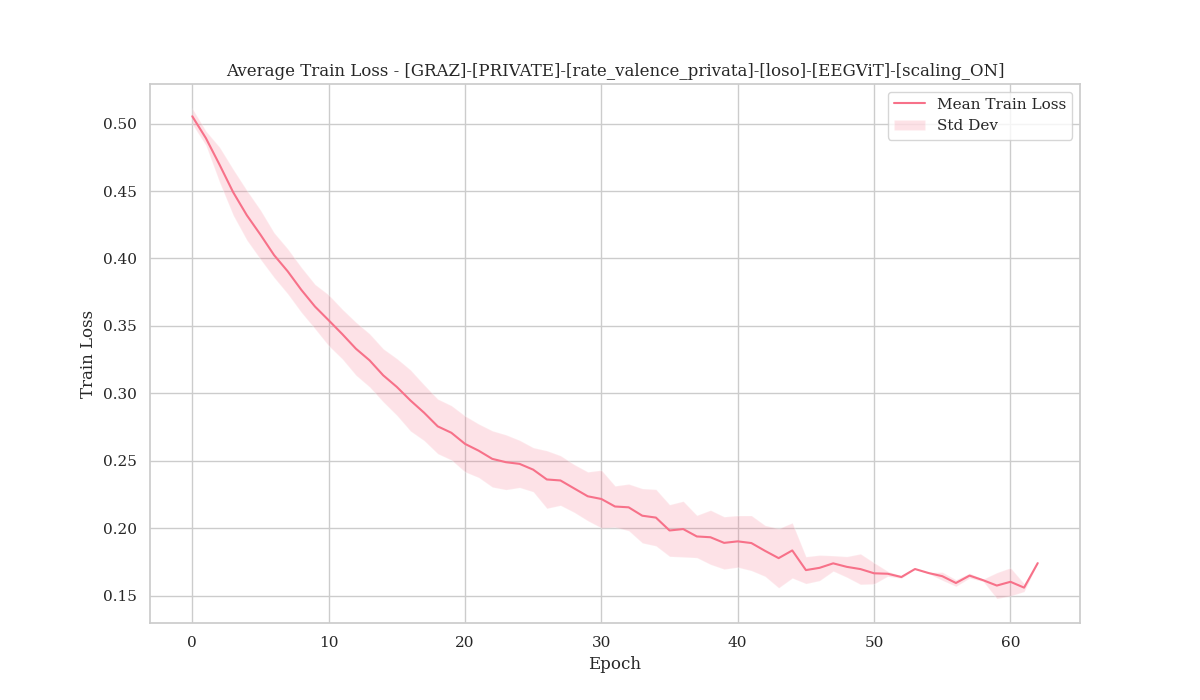 Average Train Loss - [GRAZ]-[PRIVATE]-[rate_valence_privata]-[loso]-[EEGViT]-[scaling_ON]
Mean Train Loss
Std Dev
0.50
0.45
0.40
0.35
0.30
0.25
0.20
0.15
Train Loss
0 10 20 30 40 50 60
Epoch